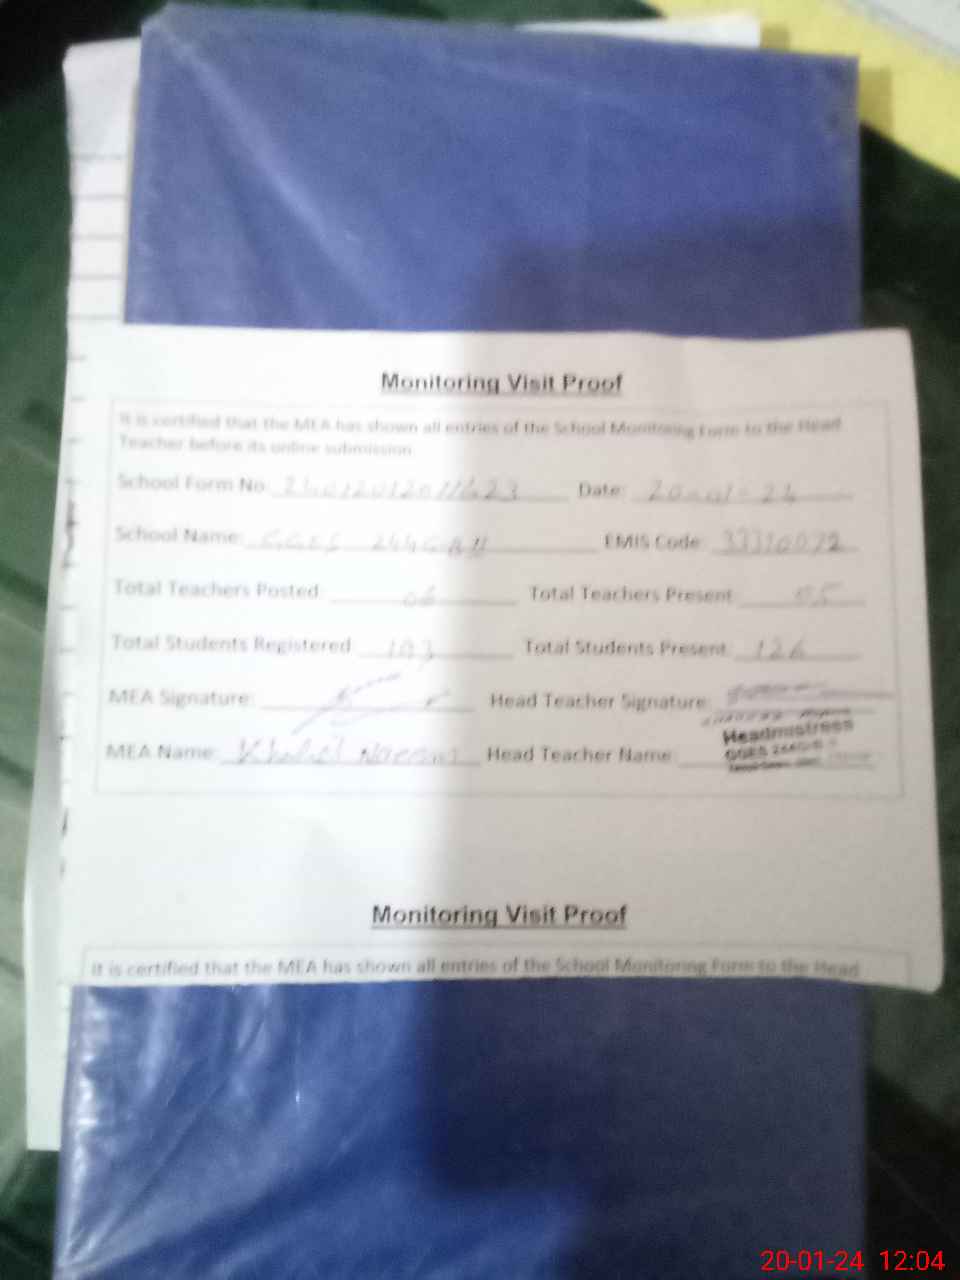 Monitoring Visit Proof
It is certified that the MEA has shown all entries of the School Monitoring Form to the Head
Teacher before its online submission.
School Form No: Date: 20-01-24
School Name: GGES 244GBII EMIS Code: 33310072
Total Teachers Posted: 06 Total Teachers Present: 05
Total Students Registered: Total Students Present: 126
MEA Signature: Head Teacher Signature:
MEA Name: Head Teacher Name:
Headmistress
GGES
Monitoring Visit Proof
It is certified that the MEA has shown all entries of the School Monitoring Form to the Head
20-01-24 12:04